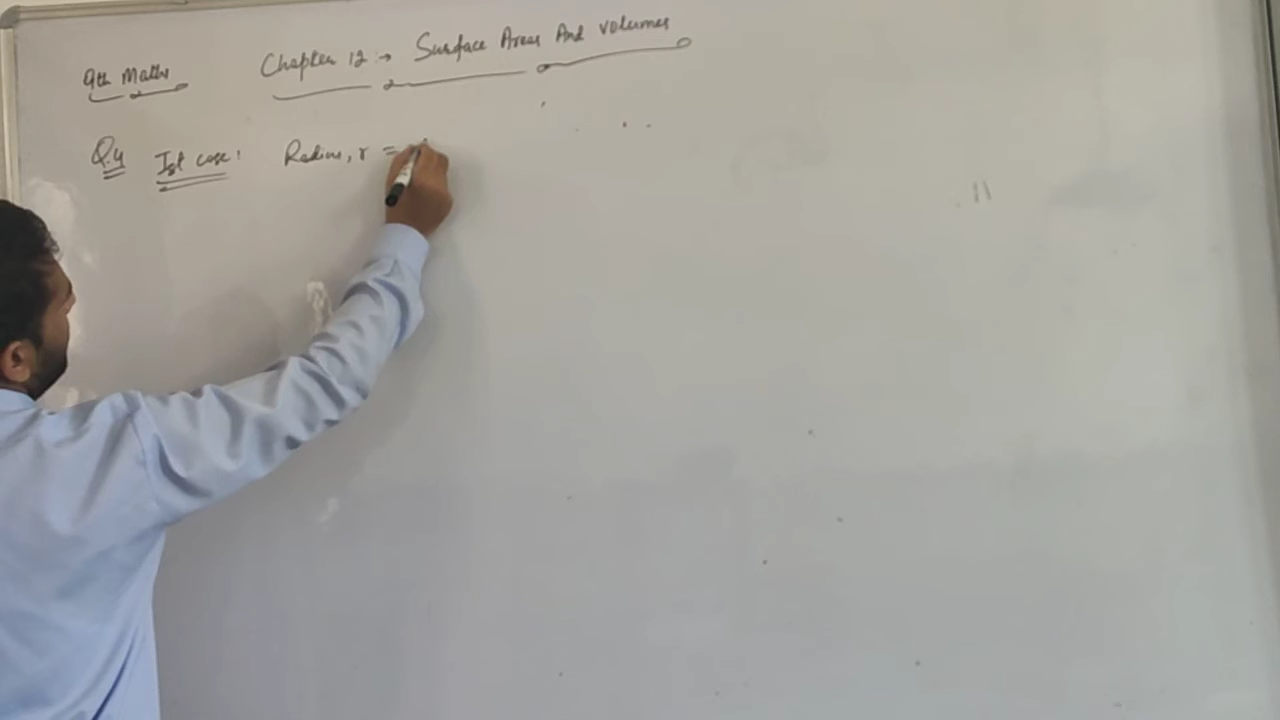 9th Maths Chapter 12 :→ Surface Areas And Volumes
Q.4 Ist case: Radius, r =